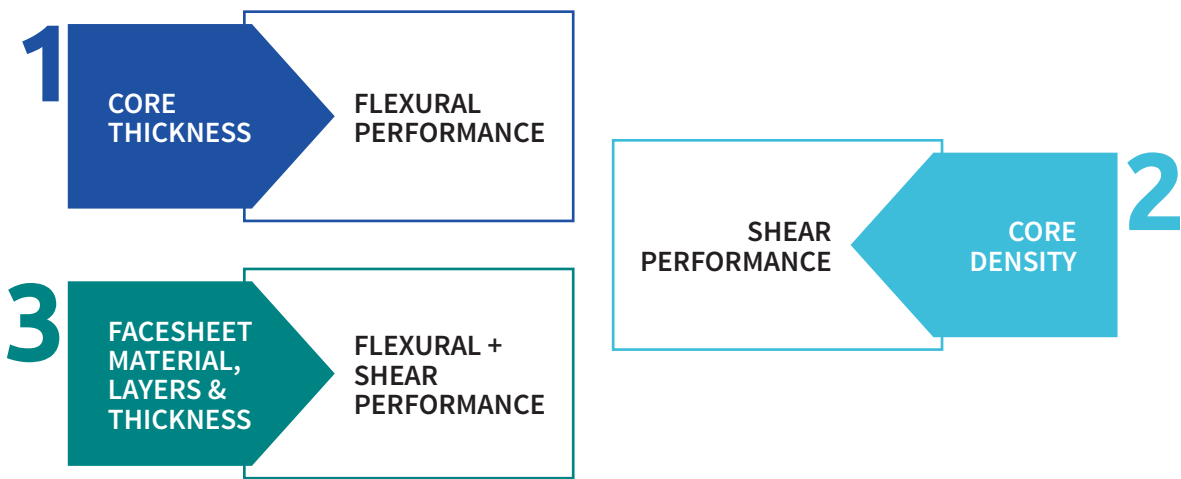 1
CORE
THICKNESS
FLEXURAL
PERFORMANCE
2
CORE
DENSITY
SHEAR
PERFORMANCE
3
FACESHEET
MATERIAL,
LAYERS &
THICKNESS
FLEXURAL +
SHEAR
PERFORMANCE